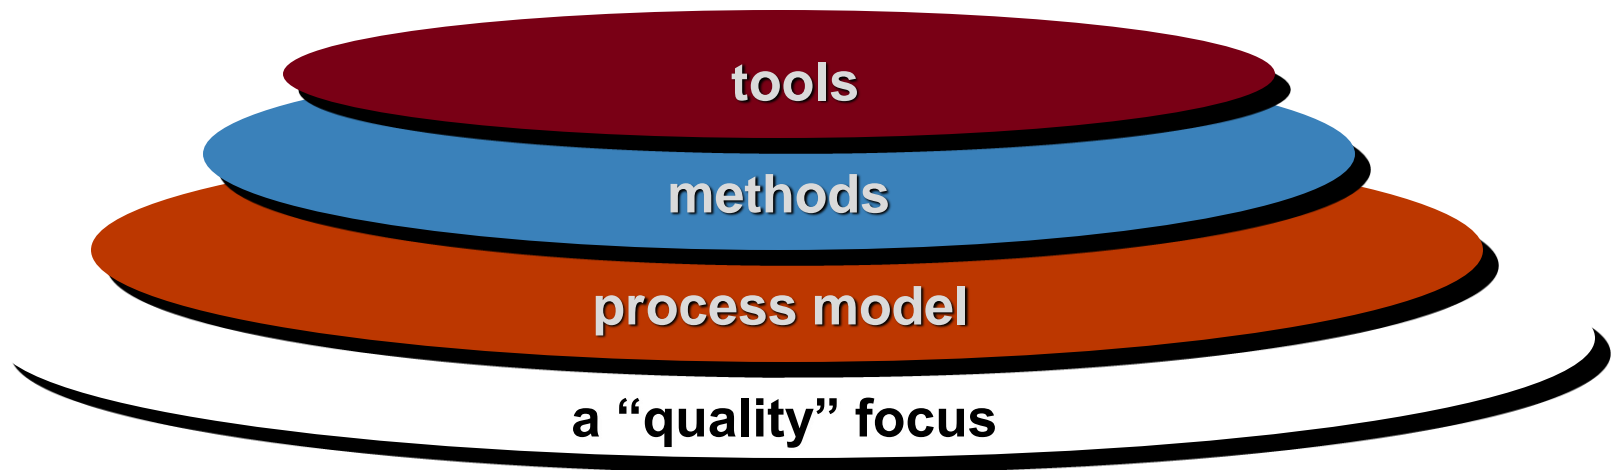 tools
methods
process model
a “quality” focus